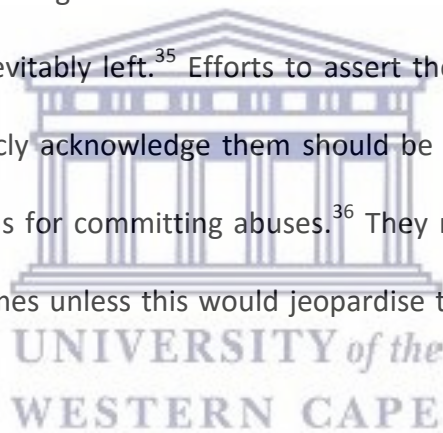 evitably left.35 Efforts to assert the
cly acknowledge them should be
s for committing abuses.36 They
nes unless this would jeopardise
UNIVERSITY of the
WESTERN CAPE